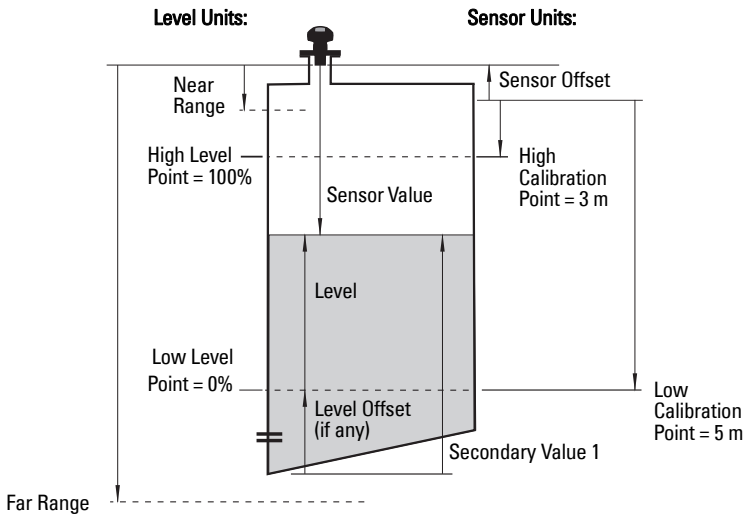 Level Units:
Sensor Units:
Near
Range
Sensor Offset
High Level
Point = 100%
High
Calibration
Point = 3 m
Sensor Value
Level
Low Level
Point = 0%
Level Offset
(if any)
Low
Calibration
Point = 5 m
Secondary Value 1
Far Range